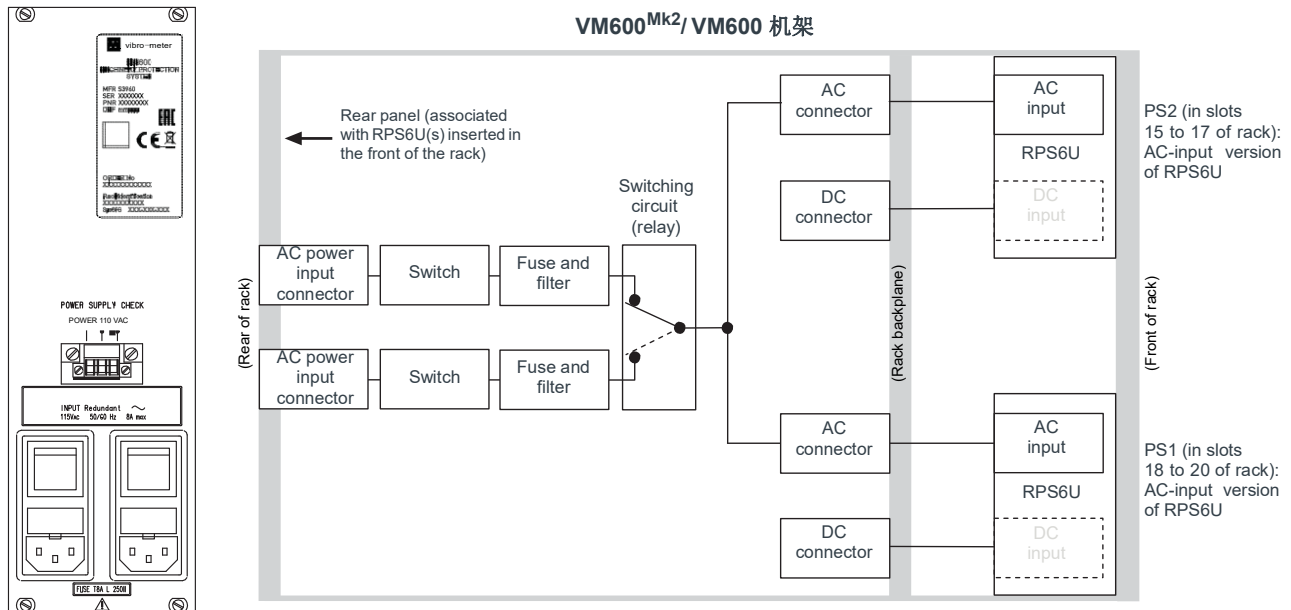 VM600Mk2/ VM600 机架
vibro-meter
SYSTEM
MFR S3960
SER XXXXXXX
PNR XXXXXXXX
EAC
CE
POWER SUPPLY CHECK
POWER 110 VAC
INPUT Redundant ~
115Vac 50/60 Hz 8A max
FUSE T8A L 250V
Rear panel (associated
with RPS6U(s) inserted in
the front of the rack)
(Rear of rack)
AC power
input
connector
Switch
Fuse and
filter
AC power
input
connector
Switch
Fuse and
filter
Switching
circuit
(relay)
AC
connector
DC
connector
AC
connector
DC
connector
(Rack backplane)
AC
input
RPS6U
DC
input
AC
input
RPS6U
DC
input
(Front of rack)
PS2 (in slots
15 to 17 of rack):
AC-input version
of RPS6U
PS1 (in slots
18 to 20 of rack):
AC-input version
of RPS6U